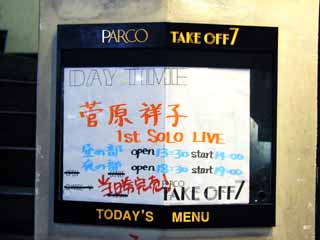 PARCO TAKE OFF7
DAY TIME
菅原祥子
1st SOLO LIVE
昼の部 open 13:30 start 14:00
夜の部 open 18:30 start 19:00
当日券完売!
PARCO
TAKE OFF7
TODAY'S MENU